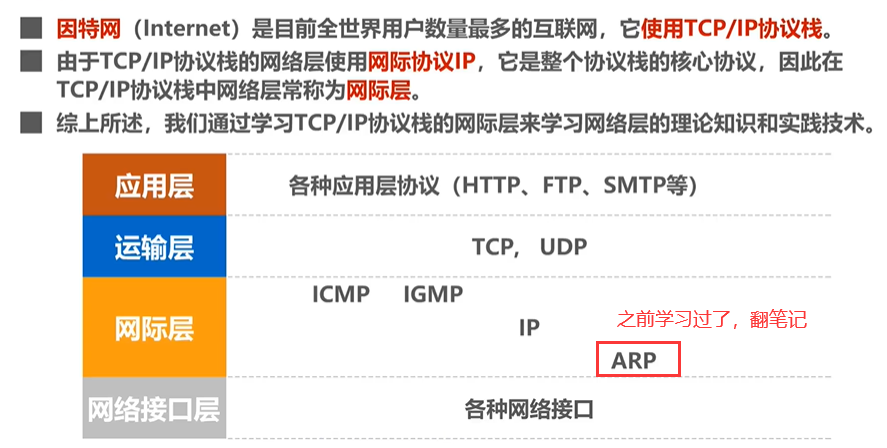 因特网（Internet）是目前全世界用户数量最多的互联网，它使用TCP/IP协议栈。
由于TCP/IP协议栈的网络层使用网际协议IP，它是整个协议栈的核心协议，因此在
TCP/IP协议栈中网络层常称为网际层。
综上所述，我们通过学习TCP/IP协议栈的网际层来学习网络层的理论知识和实践技术。
应用层 各种应用层协议（HTTP、FTP、SMTP等）
运输层 TCP， UDP
ICMP IGMP
网际层 IP 之前学习过了，翻笔记
ARP
网络接口层 各种网络接口